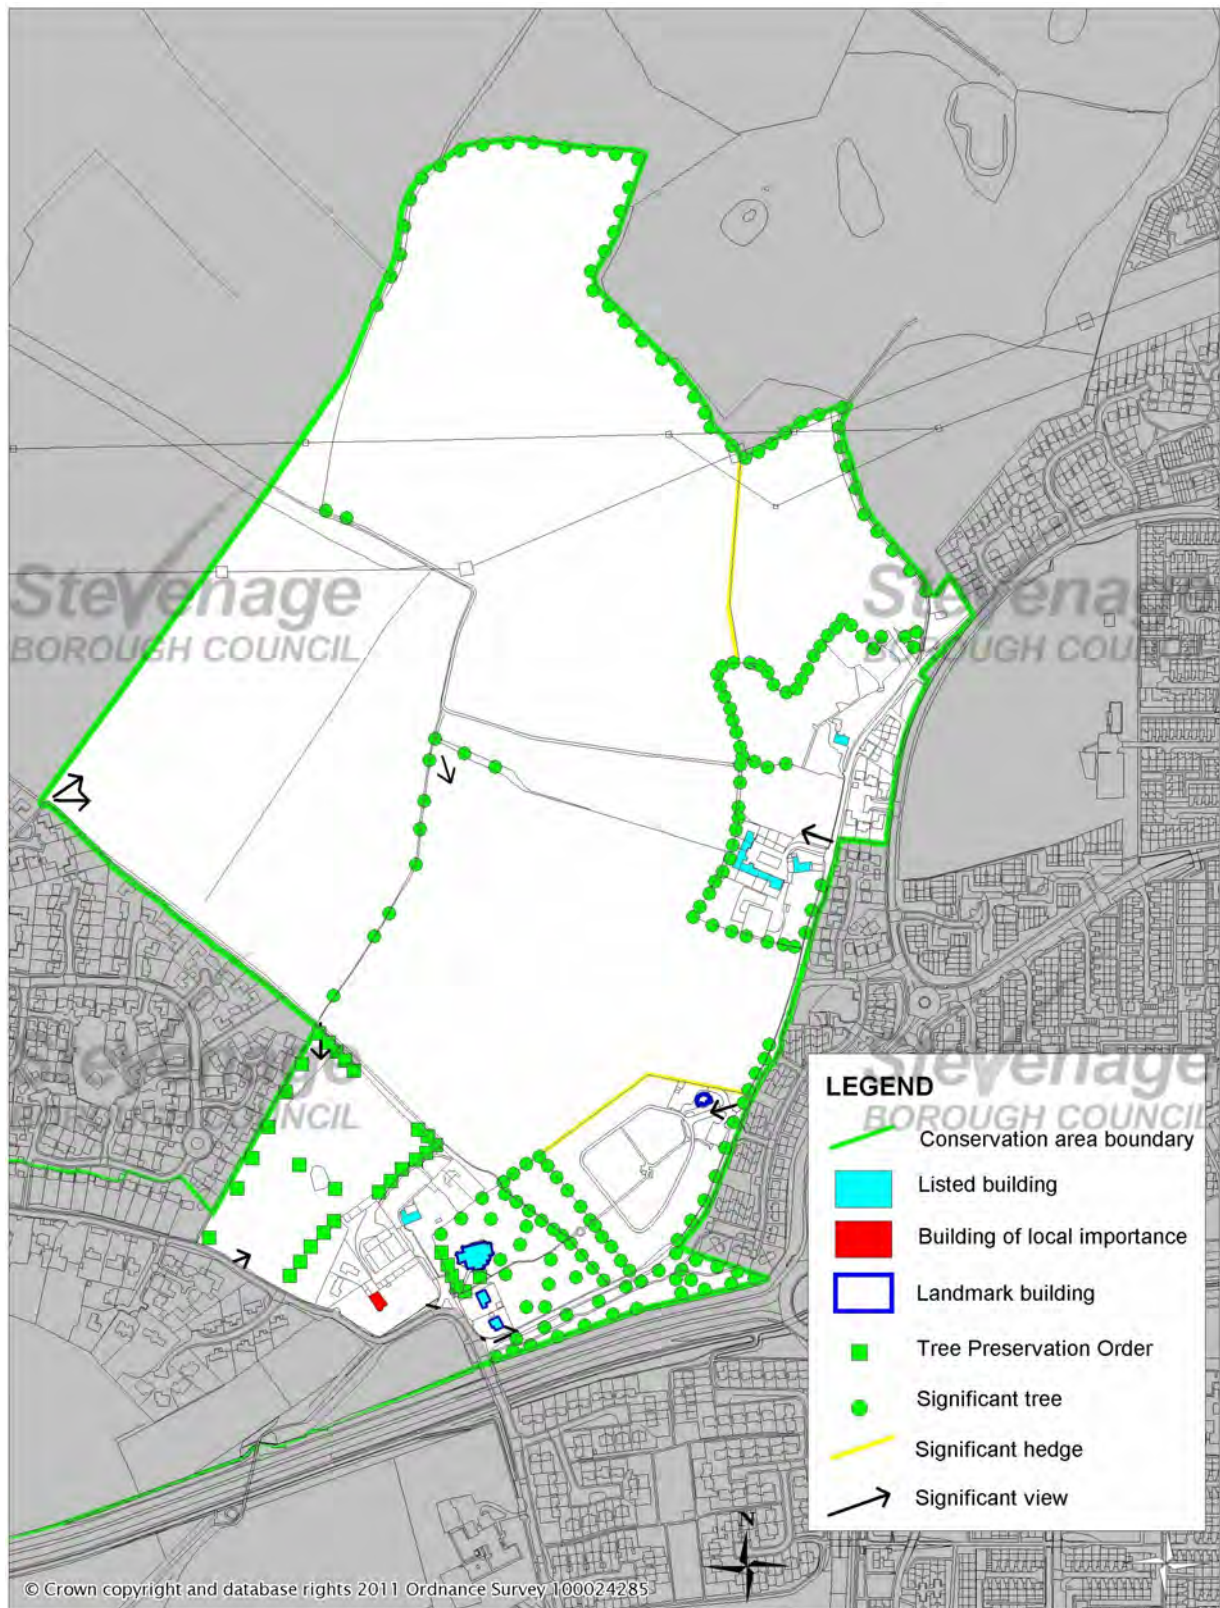 Stevenage
BOROUGH COUNCIL
Stevenage
BOROUGH COUNCIL
Stevenage
BOROUGH COUNCIL
Stevenage
BOROUGH COUNCIL
LEGEND
Conservation area boundary
Listed building
Building of local importance
Landmark building
Tree Preservation Order
Significant tree
Significant hedge
Significant view
N
© Crown copyright and database rights 2011 Ordnance Survey 100024285